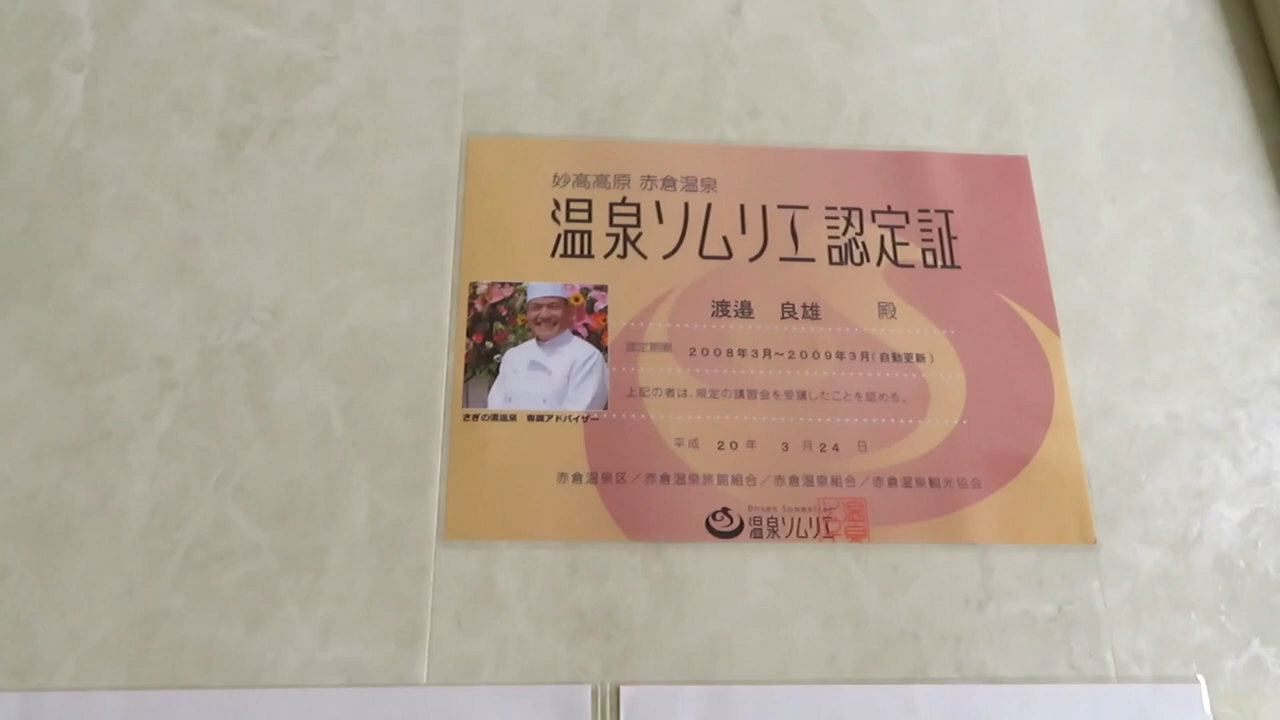 妙高高原 赤倉温泉
温泉ソムリエ認定証
渡邉 良雄 殿
認定期間 2008年3月～2009年3月(自動更新)
上記の者は、規定の講習会を受講したことを認める。
さぎの湯温泉 専属アドバイザー
平成 20年 3月24日
赤倉温泉区／赤倉温泉旅館組合／赤倉温泉組合／赤倉温泉観光協会
Onsen Sommelier
温泉ソムリエ